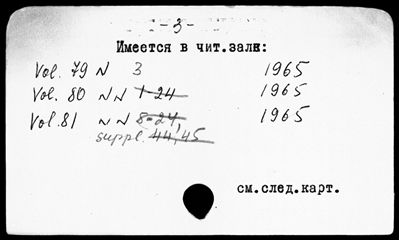 - 3 -
Имеется в чит.зале:
Vol. 79 N 3 1965
Vol. 80 NN 1-24 1965
Vol. 81 NN 8-24, 1965
suppl. 44, 45
см.след.карт.